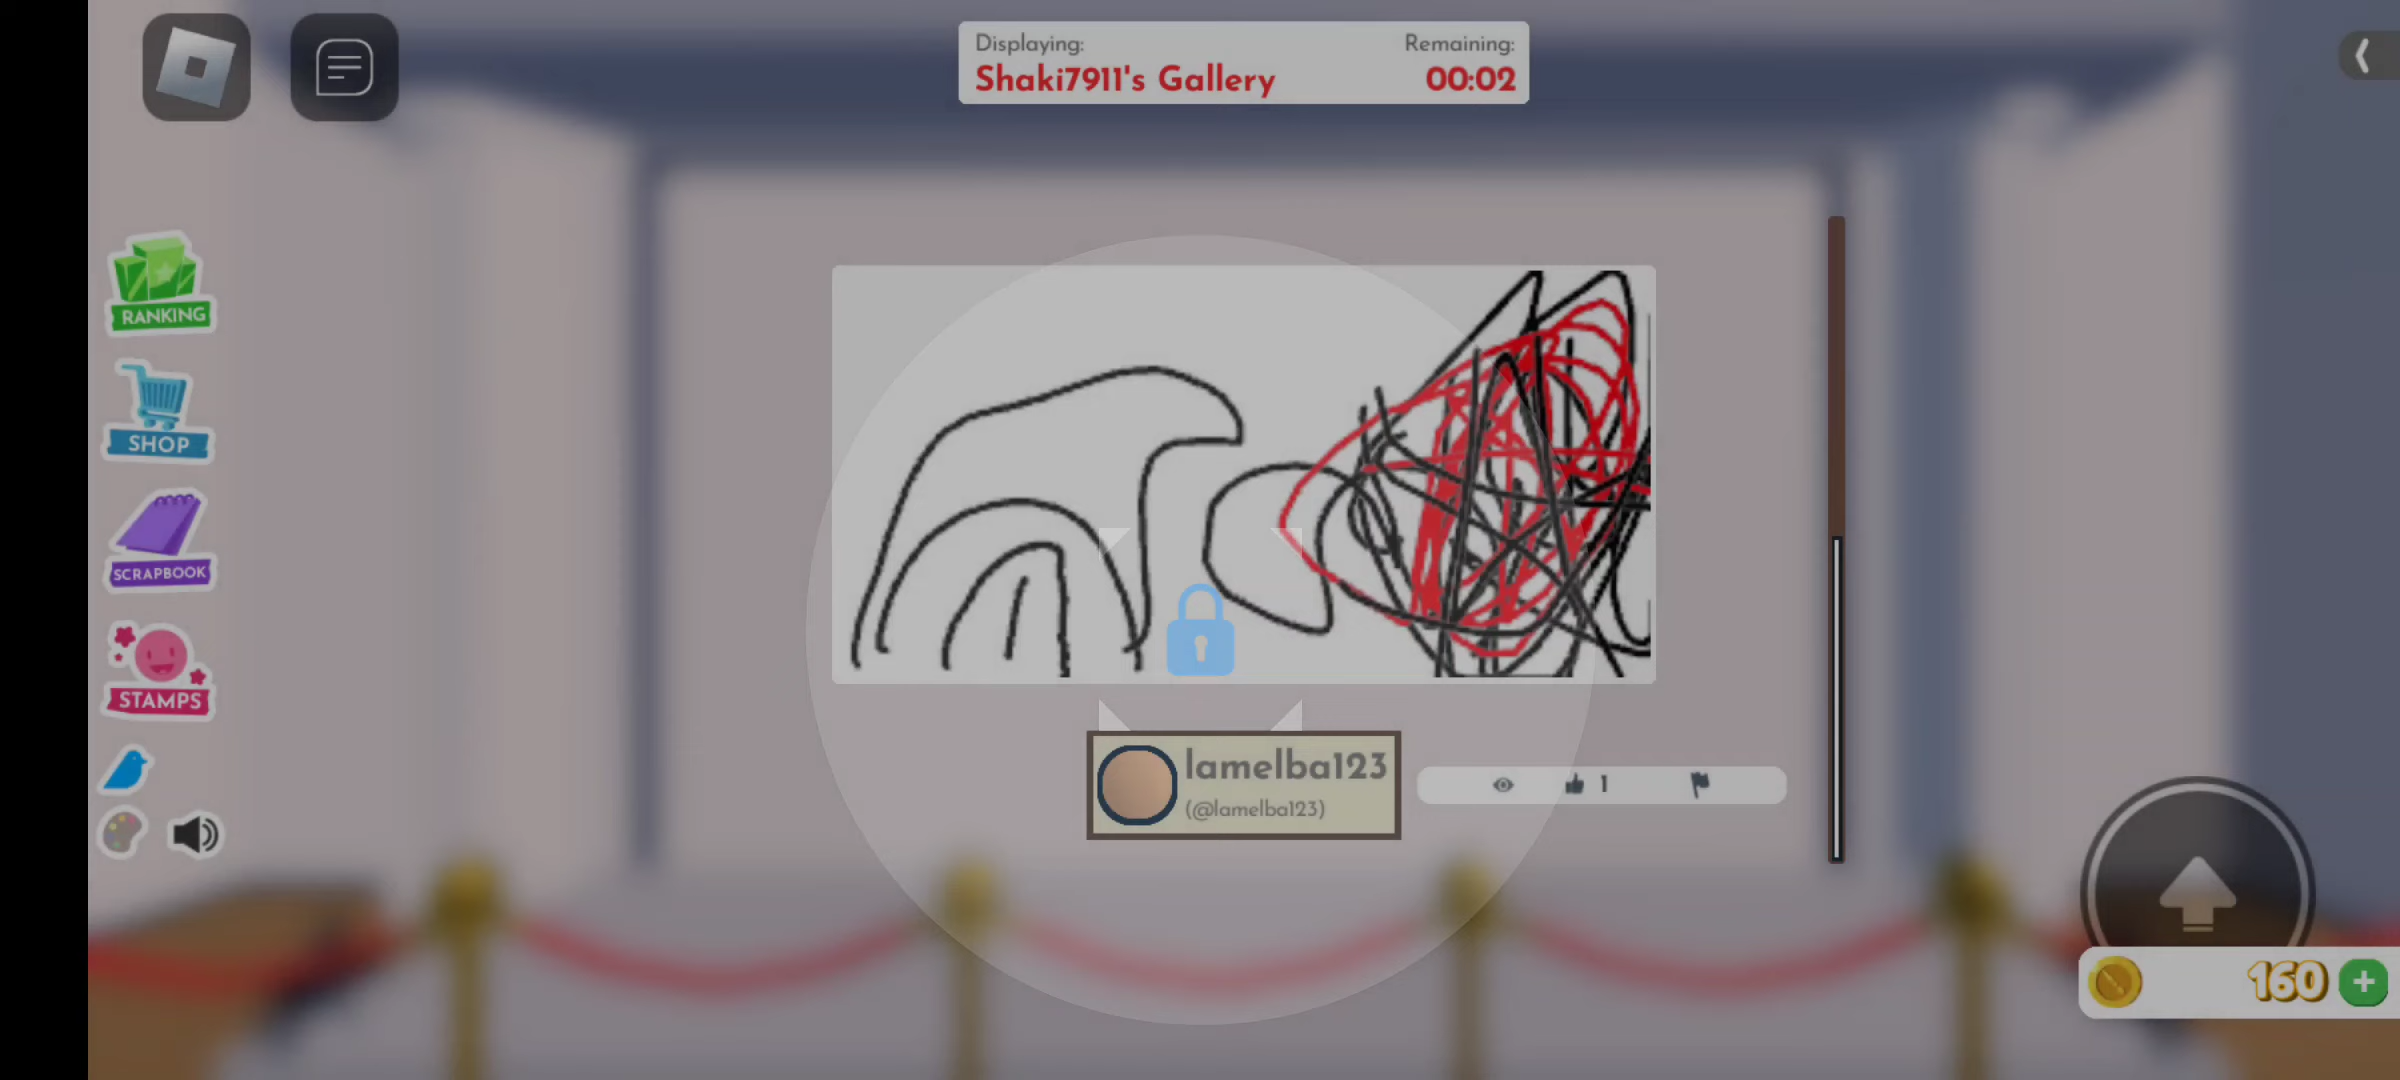 Displaying:
Remaining:
Shaki7911's Gallery
00:02
RANKING
SHOP
SCRAPBOOK
STAMPS
lamelba123
(@lamelba123)
1
160